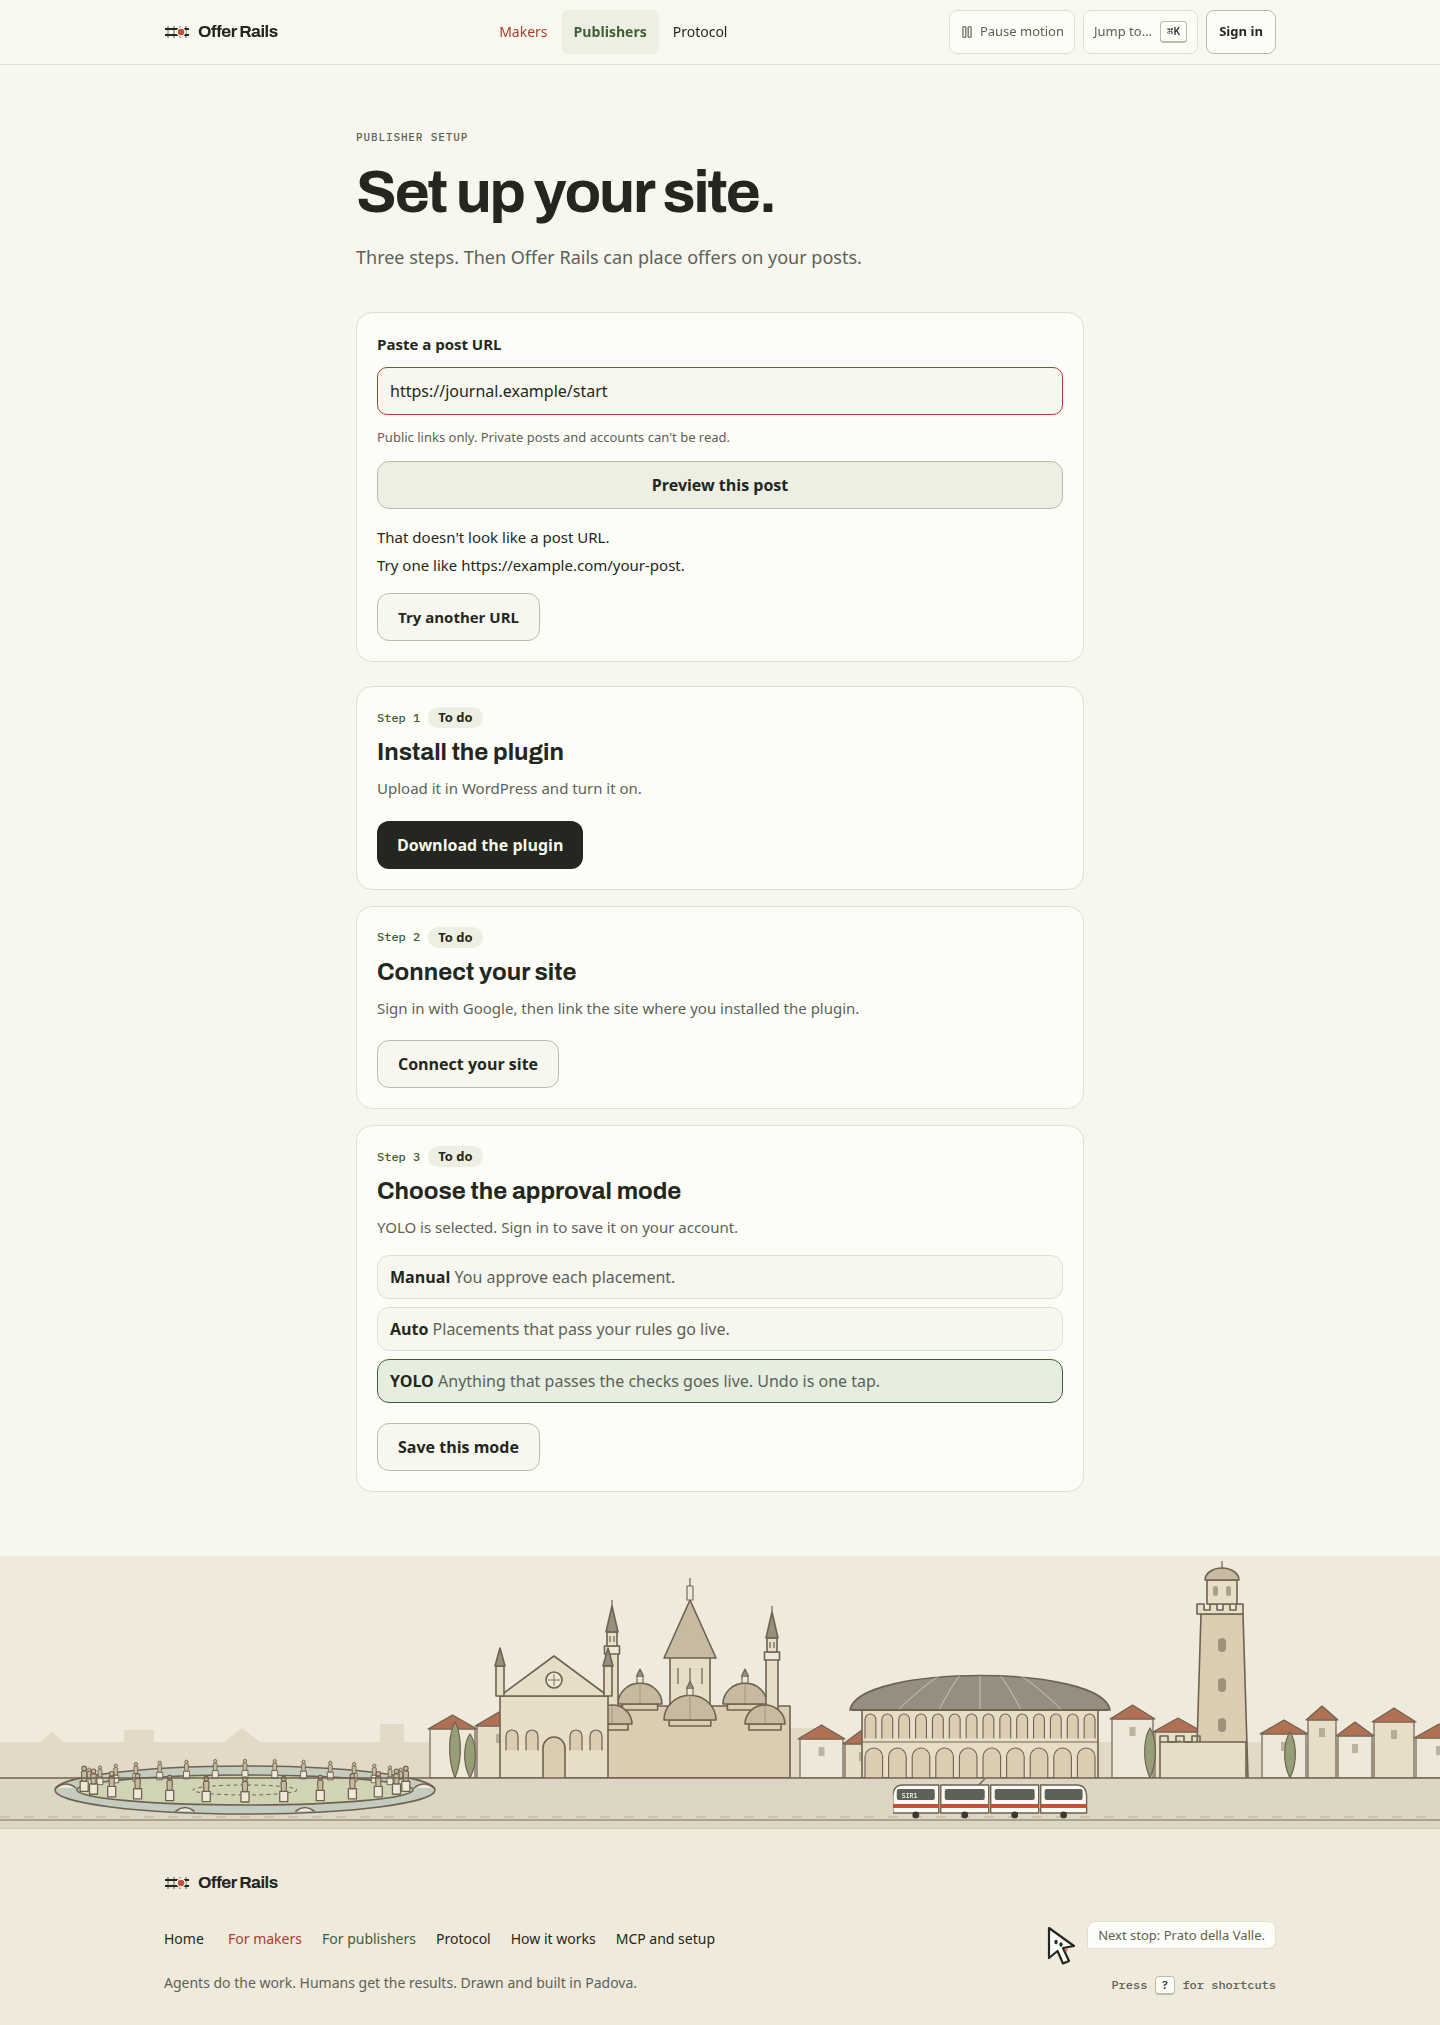 Offer Rails
Makers
Publishers
Protocol
Pause motion
Jump to... ⌘K
Sign in
PUBLISHER SETUP
Set up your site.
Three steps. Then Offer Rails can place offers on your posts.
Paste a post URL
https://journal.example/start
Public links only. Private posts and accounts can't be read.
Preview this post
That doesn't look like a post URL.
Try one like https://example.com/your-post.
Try another URL
Step 1 To do
Install the plugin
Upload it in WordPress and turn it on.
Download the plugin
Step 2 To do
Connect your site
Sign in with Google, then link the site where you installed the plugin.
Connect your site
Step 3 To do
Choose the approval mode
YOLO is selected. Sign in to save it on your account.
Manual You approve each placement.
Auto Placements that pass your rules go live.
YOLO Anything that passes the checks goes live. Undo is one tap.
Save this mode
SIR1
Offer Rails
Home
For makers
For publishers
Protocol
How it works
MCP and setup
Next stop: Prato della Valle.
Agents do the work. Humans get the results. Drawn and built in Padova.
Press ? for shortcuts